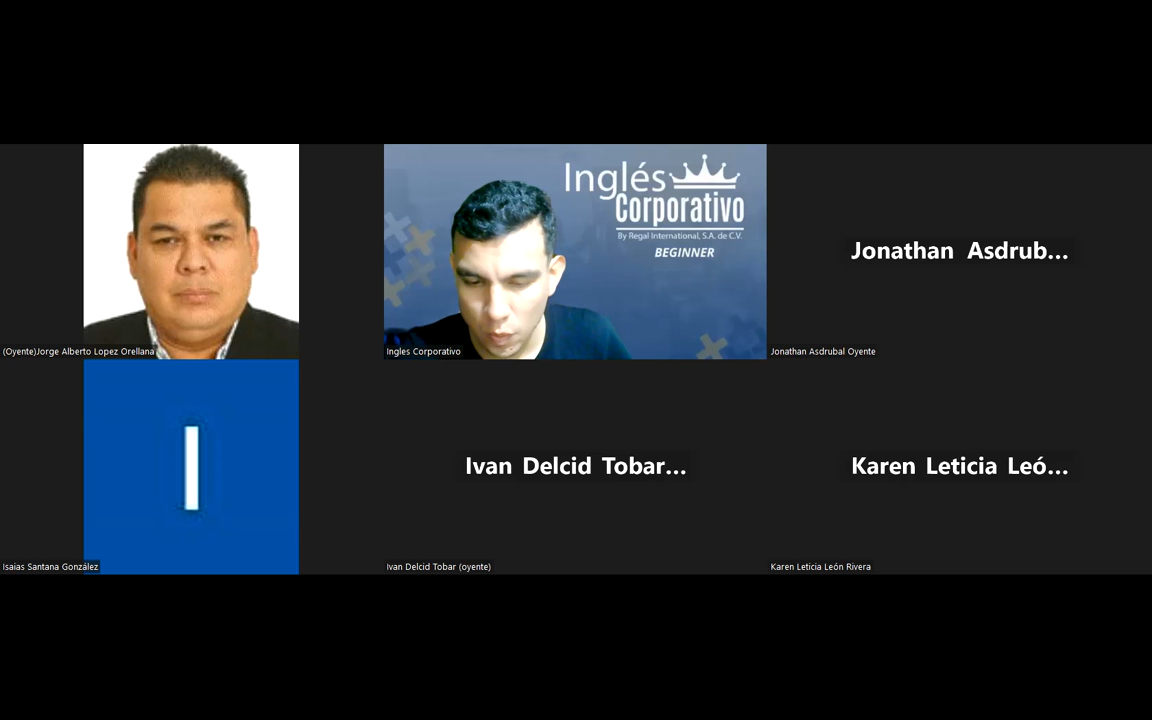 Inglés
Corporativo
By Regal International, S.A. de C.V.
BEGINNER
Jonathan Asdrub...
(Oyente)Jorge Alberto Lopez Orellana
Ingles Corporativo
Jonathan Asdrubal Oyente
I
Ivan Delcid Tobar...
Karen Leticia Leó...
Isaias Santana González
Ivan Delcid Tobar (oyente)
Karen Leticia León Rivera